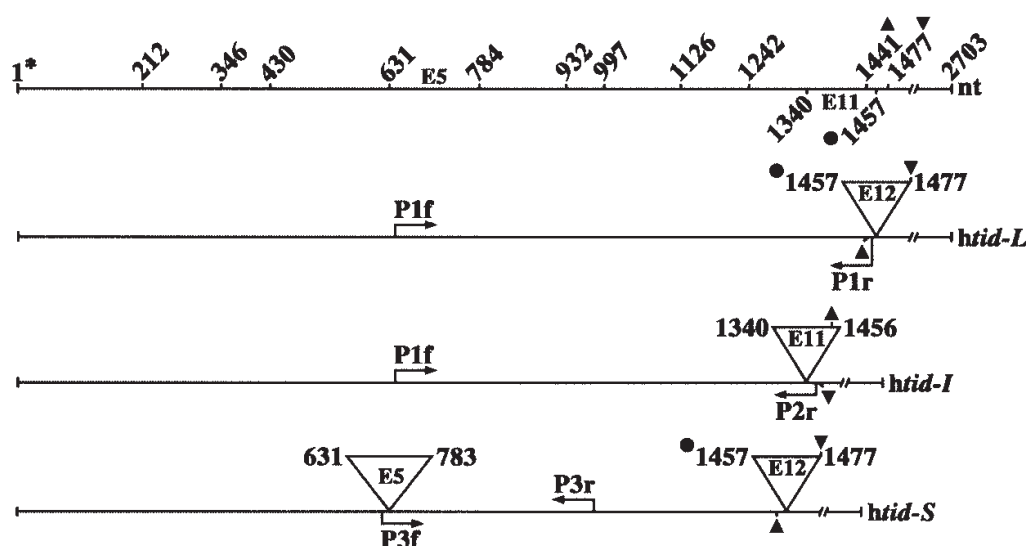 1* 212 346 430 631 E5 784 932 997 1126 1242 1441 1477 2703
nt
1340 E11 1457
1457 E12 1477
P1f
htid-L
P1r
1340 E11 1456
P1f
htid-I
P2r
631 E5 783 1457 E12 1477
P3r
htid-S
P3f